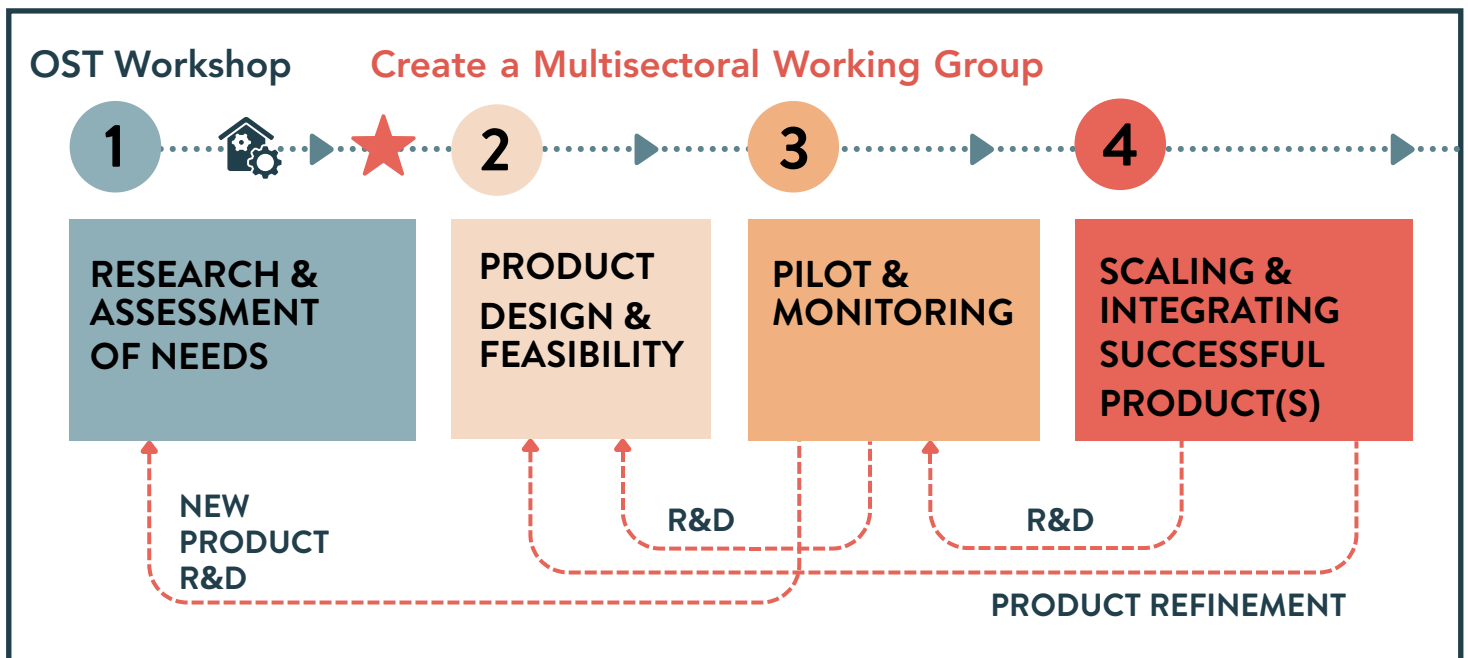 OST Workshop
Create a Multisectoral Working Group
1
2
3
4
RESEARCH &
ASSESSMENT
OF NEEDS
PRODUCT
DESIGN &
FEASIBILITY
PILOT &
MONITORING
SCALING &
INTEGRATING
SUCCESSFUL
PRODUCT(S)
NEW
PRODUCT
R&D
R&D
R&D
PRODUCT REFINEMENT